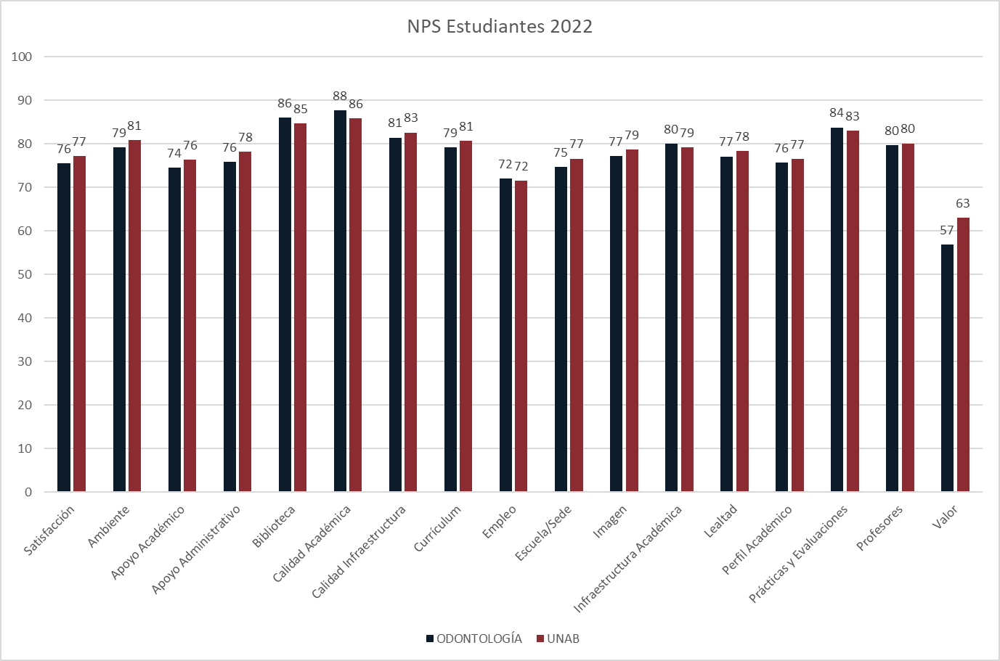 NPS Estudiantes 2022
100
90
80
70
60
50
40
30
20
10
0
76 77
79 81
74 76
76 78
86 85
88 86
81 83
79 81
72 72
75 77
77 79
80 79
77 78
76 77
84 83
80 80
57 63
Satisfacción
Ambiente
Apoyo Académico
Apoyo Administrativo
Biblioteca
Calidad Académica
Calidad Infraestructura
Currículum
Empleo
Escuela/Sede
Imagen
Infraestructura Académica
Lealtad
Perfil Académico
Prácticas y Evaluaciones
Profesores
Valor
ODONTOLOGÍA UNAB